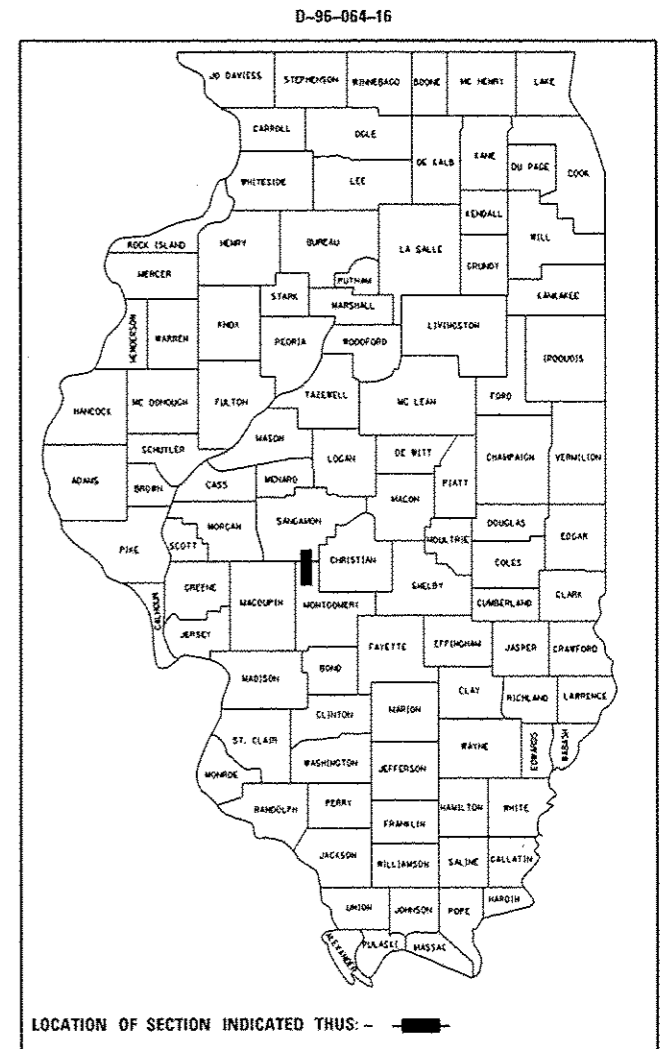 D-96-064-16
JO DAVIESS STEPHENSON WINNEBAGO BOONE MC HENRY LAKE
CARROLL OGLE DE KALB KANE DU PAGE COOK
WHITESIDE LEE
KENDALL
ROCK ISLAND HENRY BUREAU LA SALLE WILL
MERCER PUTNAM GRUNDY
STARK MARSHALL KANKAKEE
HENDERSON WARREN KNOX PEORIA WOODFORD LIVINGSTON IROQUOIS
HANCOCK MC DONOUGH FULTON TAZEWELL MC LEAN FORD
MASON
SCHUYLER LOGAN DE WITT CHAMPAIGN VERMILION
ADAMS BROWN CASS MENARD MACON PIATT
MORGAN SANGAMON DOUGLAS
PIKE SCOTT CHRISTIAN MOULTRIE COLES EDGAR
GREENE MACOUPIN MONTGOMERY SHELBY CUMBERLAND CLARK
CALHOUN JERSEY
FAYETTE EFFINGHAM JASPER CRAWFORD
MADISON BOND
CLAY RICHLAND LAWRENCE
CLINTON MARION
ST. CLAIR WAYNE EDWARDS WABASH
WASHINGTON JEFFERSON
MONROE
RANDOLPH PERRY HAMILTON WHITE
FRANKLIN
JACKSON WILLIAMSON SALINE GALLATIN
UNION JOHNSON POPE HARDIN
ALEXANDER PULASKI MASSAC
LOCATION OF SECTION INDICATED THUS: -